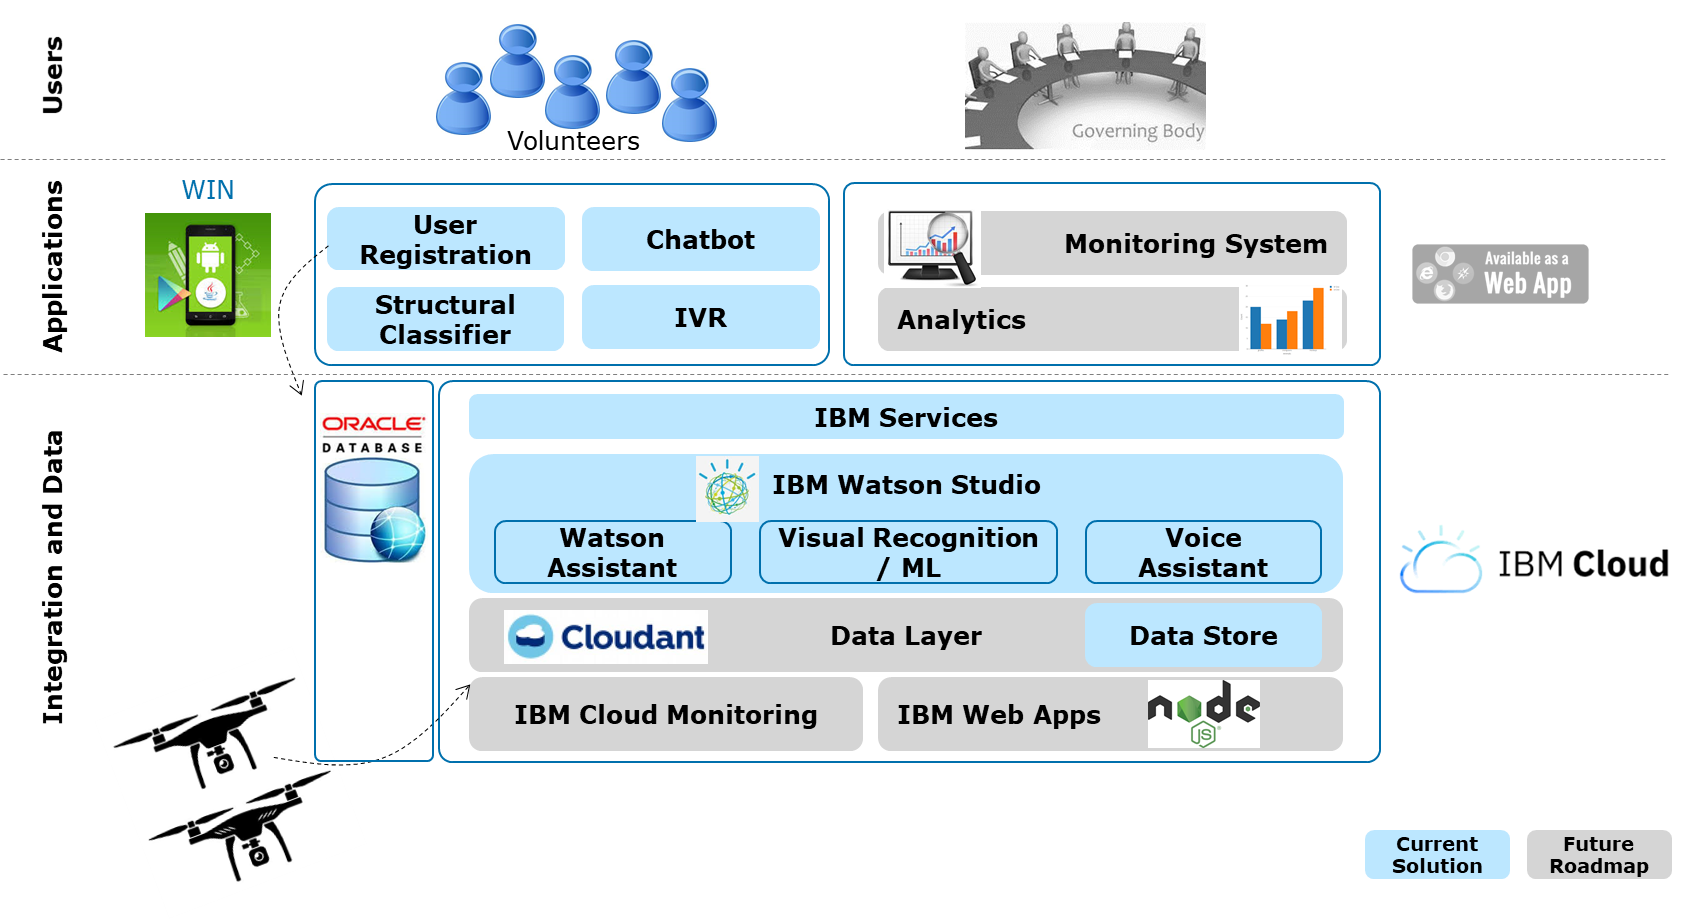 Users
Volunteers
Governing Body
Applications
WIN
User
Registration
Chatbot
Structural
Classifier
IVR
Monitoring System
Analytics
Available as a
Web App
Integration and Data
ORACLE
DATABASE
IBM Services
IBM Watson Studio
Watson
Assistant
Visual Recognition
/ ML
Voice
Assistant
Cloudant
Data Layer
Data Store
IBM Cloud Monitoring
IBM Web Apps
node
JS
IBM Cloud
Current
Solution
Future
Roadmap